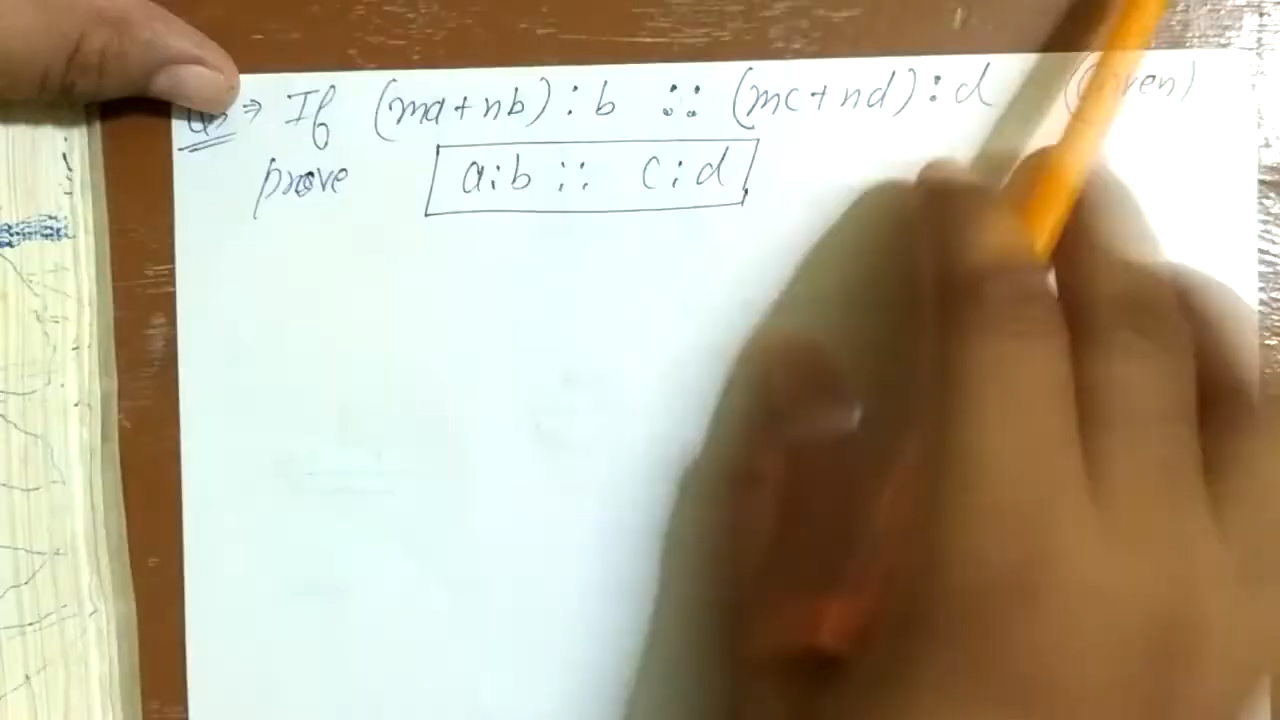 ⇒ If (ma+nb) : b :: (mc+nd) : d
prove a:b :: c:d